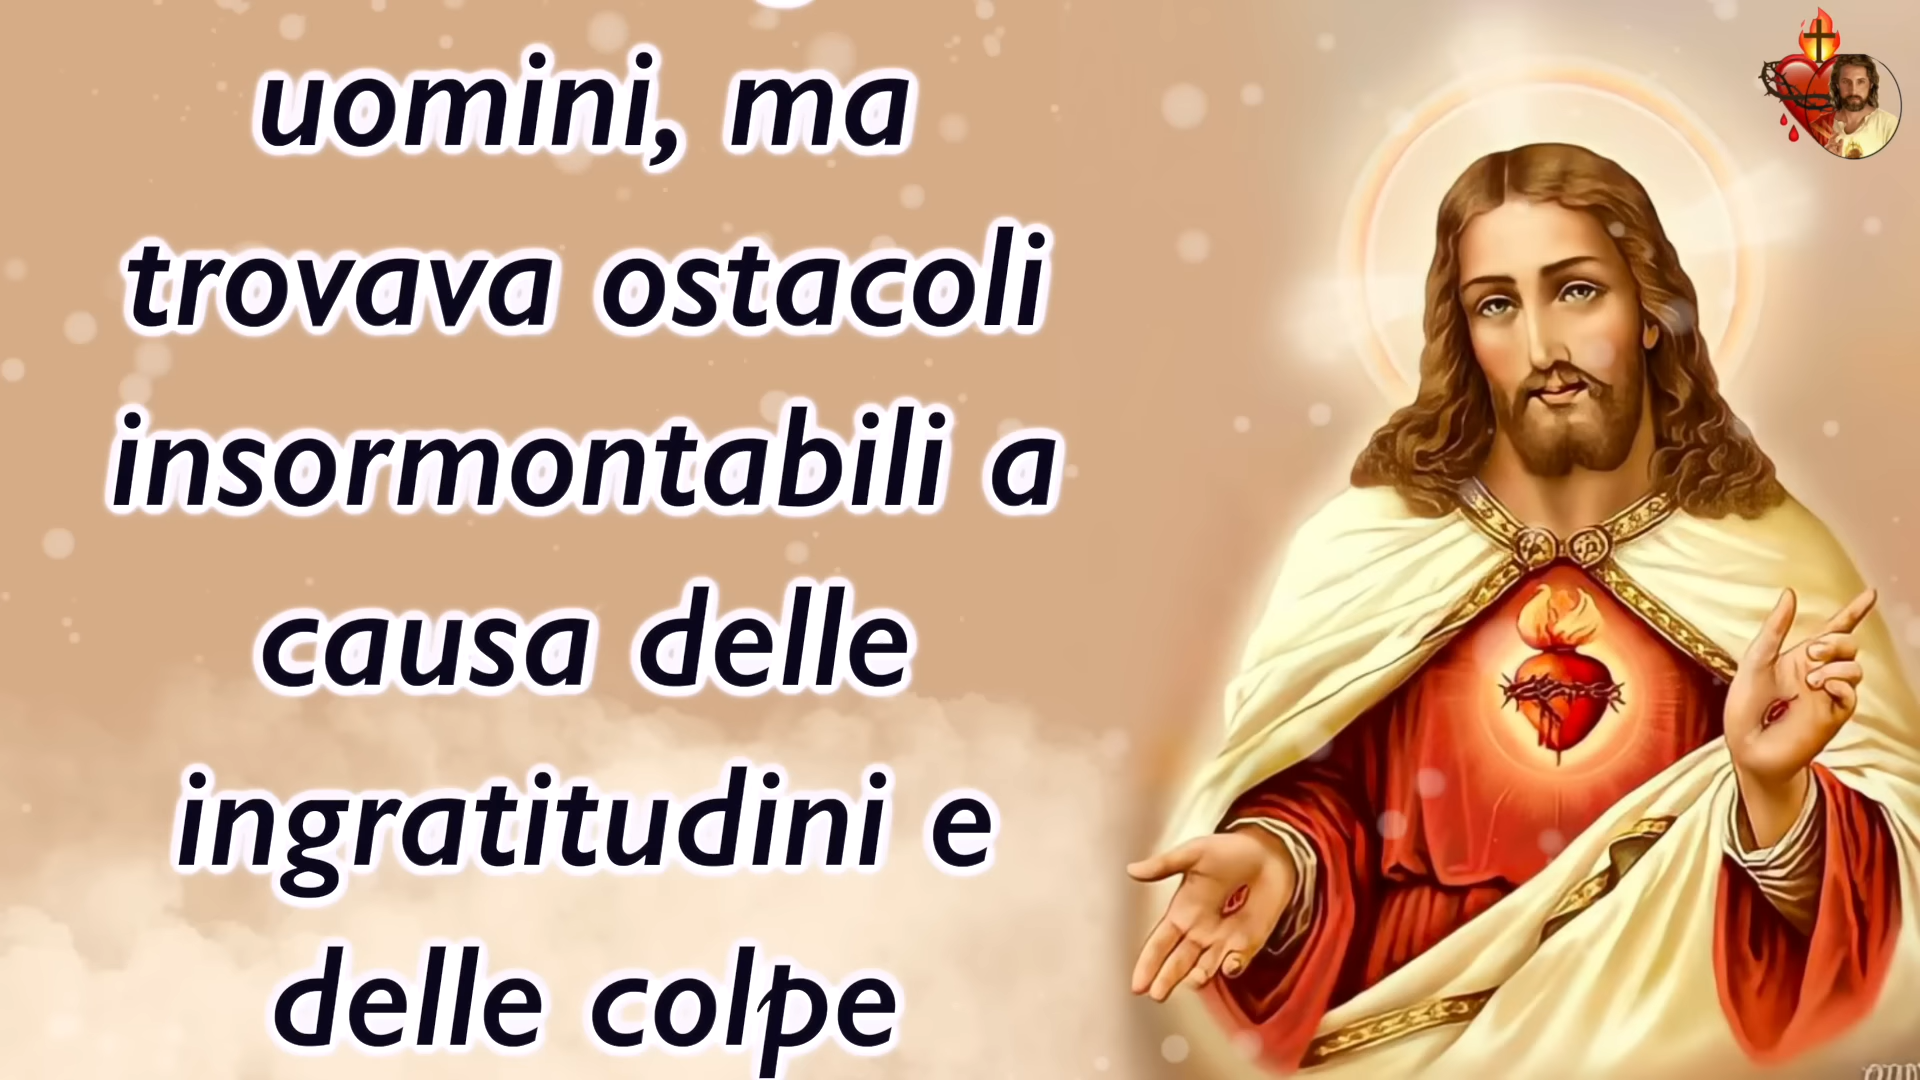 uomini, ma
trovava ostacoli
insormontabili a
causa delle
ingratitudini e
delle colpe